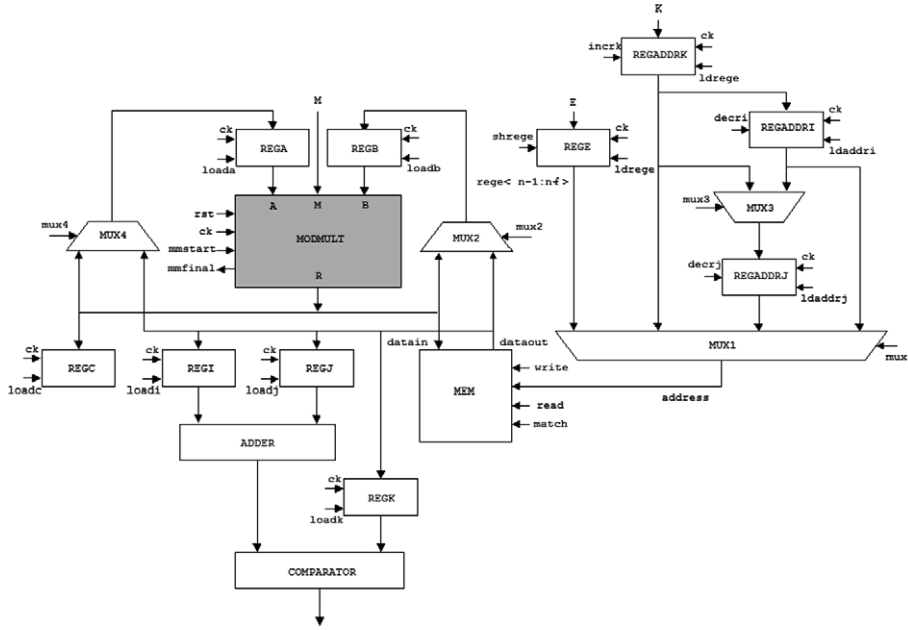 K
incrk
REGADDRK
ck
ldrege
M
E
decri
REGADDRI
ck
ldaddri
ck
REGA
loada
REGB
ck
loadb
shrege
REGE
ck
ldrege
rege< n-1:n-f >
A
M
B
rst
ck
mmstart
mmfinal
MODMULT
R
mux4
MUX4
MUX2
mux2
mux3
MUX3
decrj
REGADDRJ
ck
ldaddrj
datain
dataout
MUX1
mux
ck
REGC
loadc
ck
REGI
loadi
ck
REGJ
loadj
MEM
write
address
read
match
ADDER
ck
REGK
loadk
COMPARATOR